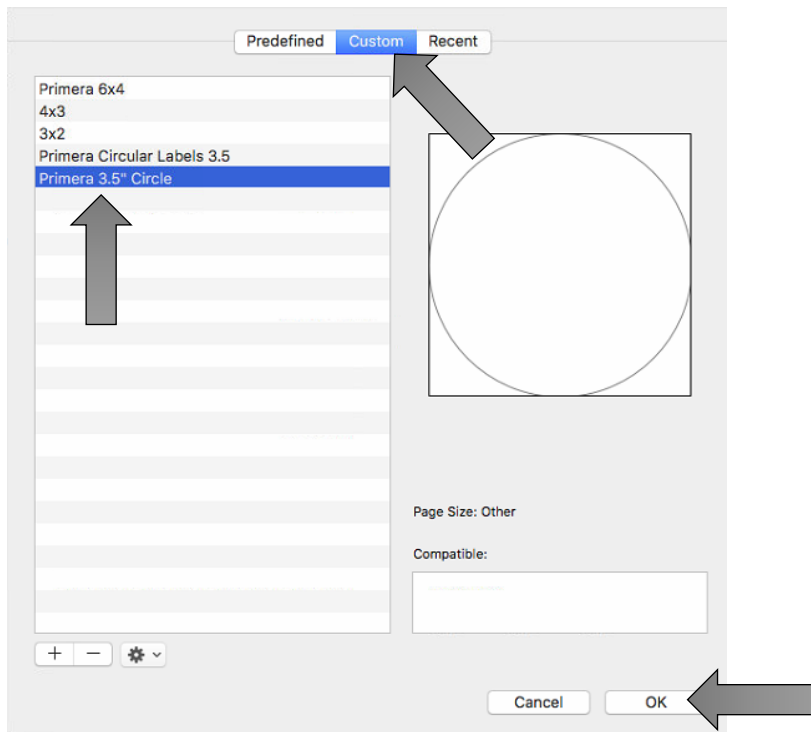 Predefined Custom Recent
Primera 6x4
4x3
3x2
Primera Circular Labels 3.5
Primera 3.5" Circle
Page Size: Other
Compatible:
Cancel OK